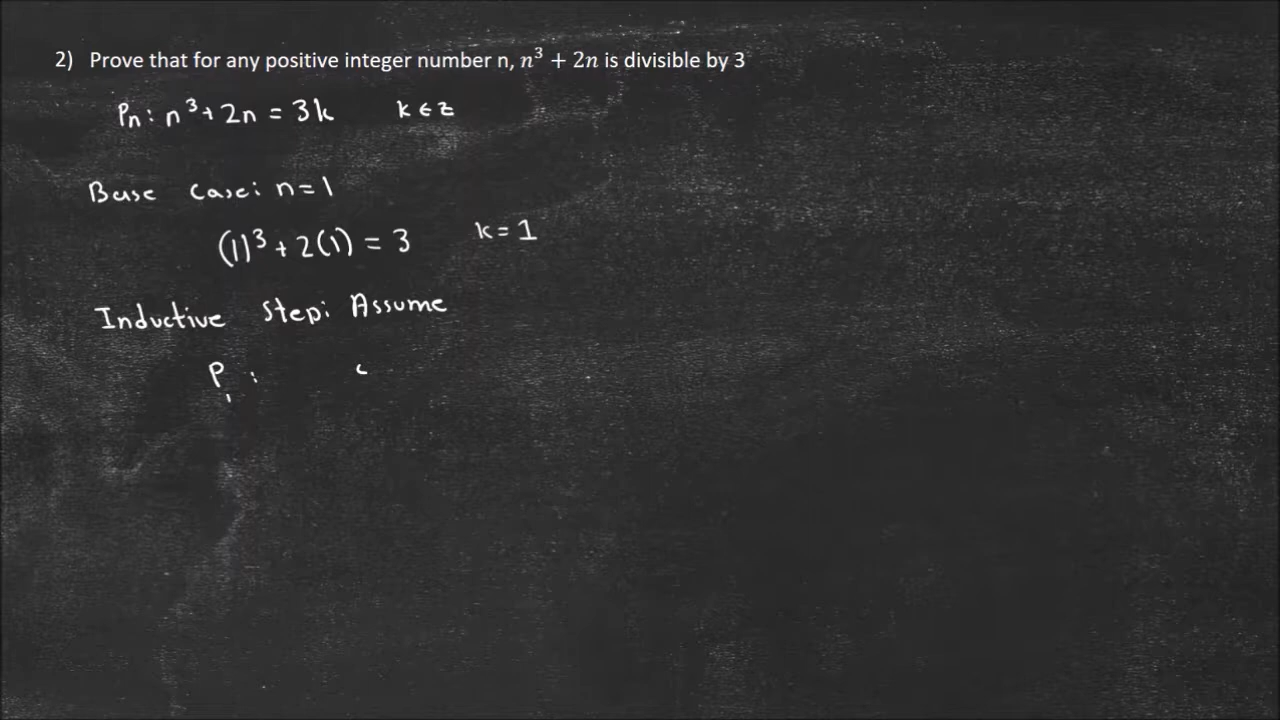 2) Prove that for any positive integer number n, n³ + 2n is divisible by 3
Pn: n³ + 2n = 3k k ∈ z
Base case: n = 1
(1)³ + 2(1) = 3 k = 1
Inductive step: Assume
P :